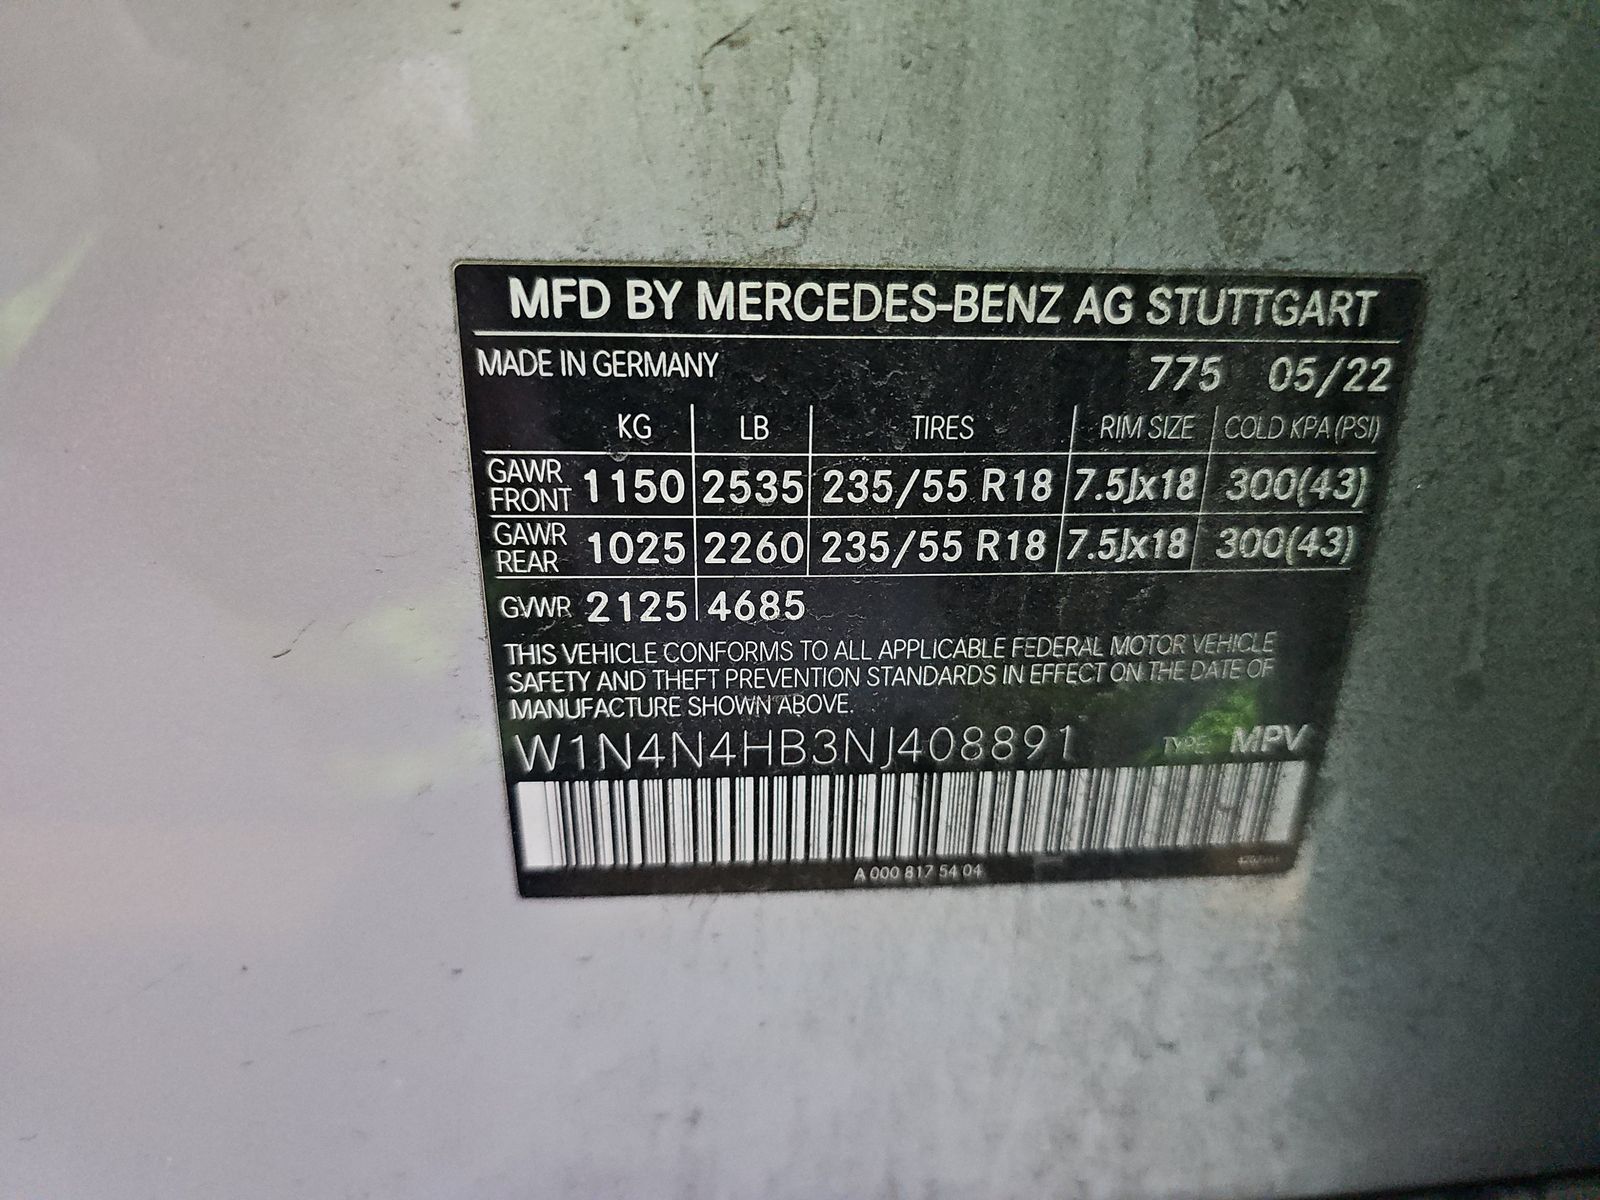 MFD BY MERCEDES-BENZ AG STUTTGART
MADE IN GERMANY 775 05/22
KG LB TIRES RIM SIZE COLD KPA (PSI)
GAWR FRONT 1150 2535 235/55 R18 7.5Jx18 300(43)
GAWR REAR 1025 2260 235/55 R18 7.5Jx18 300(43)
GVWR 2125 4685
THIS VEHICLE CONFORMS TO ALL APPLICABLE FEDERAL MOTOR VEHICLE
SAFETY AND THEFT PREVENTION STANDARDS IN EFFECT ON THE DATE OF
MANUFACTURE SHOWN ABOVE.
W1N4N4HB3NJ408891 TYPE: MPV
A 000 817 54 04